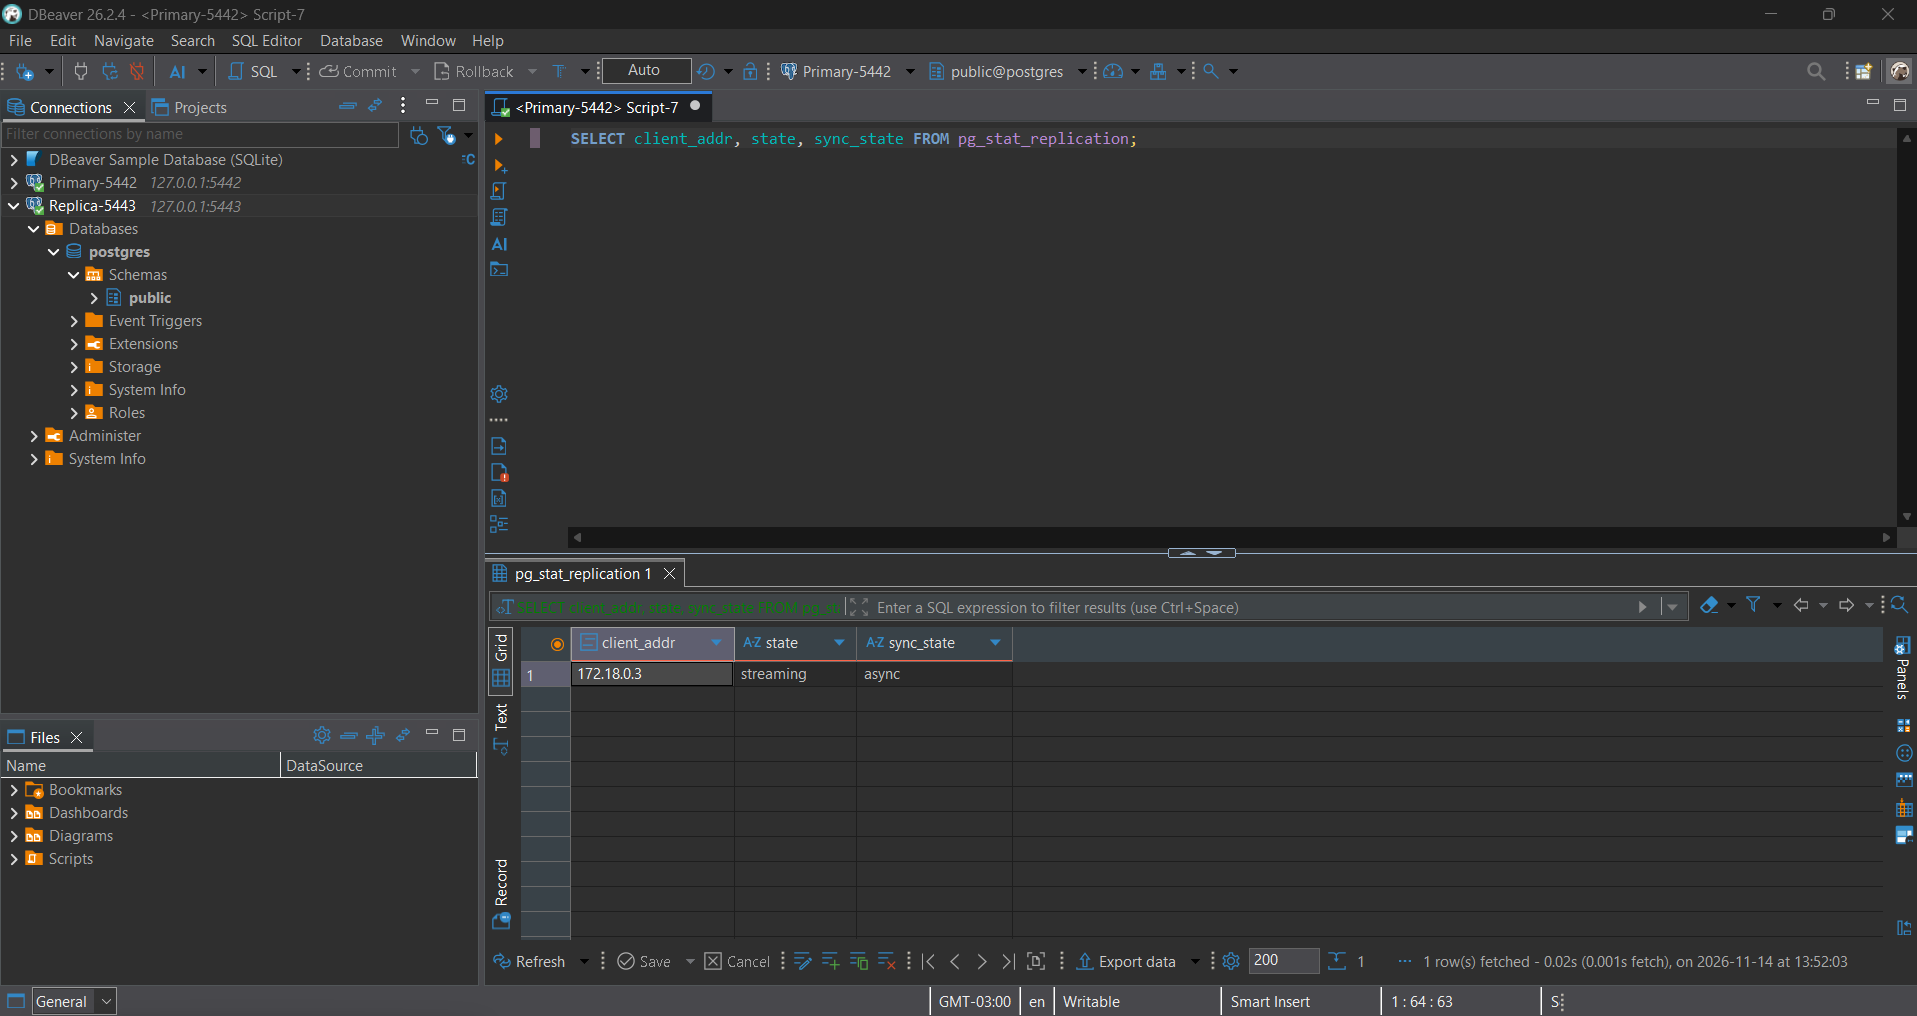 DBeaver 26.2.4 - <Primary-5442> Script-7
File Edit Navigate Search SQL Editor Database Window Help
AI SQL Commit Rollback Auto Primary-5442 public@postgres
Connections Projects
Filter connections by name
DBeaver Sample Database (SQLite)
Primary-5442 127.0.0.1:5442
Replica-5443 127.0.0.1:5443
Databases
postgres
Schemas
public
Event Triggers
Extensions
Storage
System Info
Roles
Administer
System Info
Files
Name DataSource
Bookmarks
Dashboards
Diagrams
Scripts
<Primary-5442> Script-7
SELECT client_addr, state, sync_state FROM pg_stat_replication;
AI
pg_stat_replication 1
SELECT client_addr, state, sync_state FROM pg_st
Enter a SQL expression to filter results (use Ctrl+Space)
Grid
Text
Record
client_addr A-Z state A-Z sync_state
1 172.18.0.3 streaming async
Panels
Refresh Save Cancel Export data 200 1 ··· 1 row(s) fetched - 0.02s (0.001s fetch), on 2026-11-14 at 13:52:03
General GMT-03:00 en Writable Smart Insert 1 : 64 : 63 S